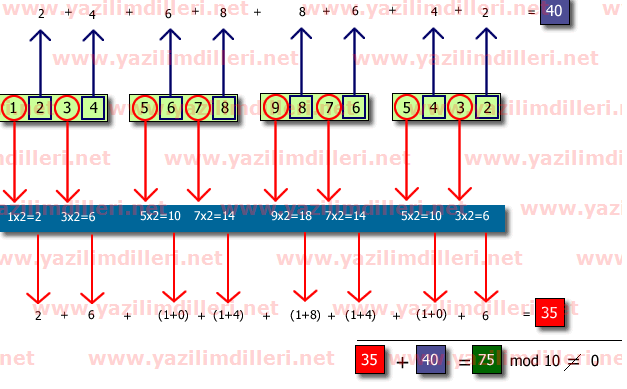 2 + 4 + 6 + 8 + 8 + 6 + 4 + 2 = 40
1 2 3 4 5 6 7 8 9 8 7 6 5 4 3 2
1x2=2 3x2=6 5x2=10 7x2=14 9x2=18 7x2=14 5x2=10 3x2=6
2 + 6 + (1+0) + (1+4) + (1+8) + (1+4) + (1+0) + 6 = 35
35 + 40 = 75 mod 10 ≠ 0
www.yazilimdilleri.net